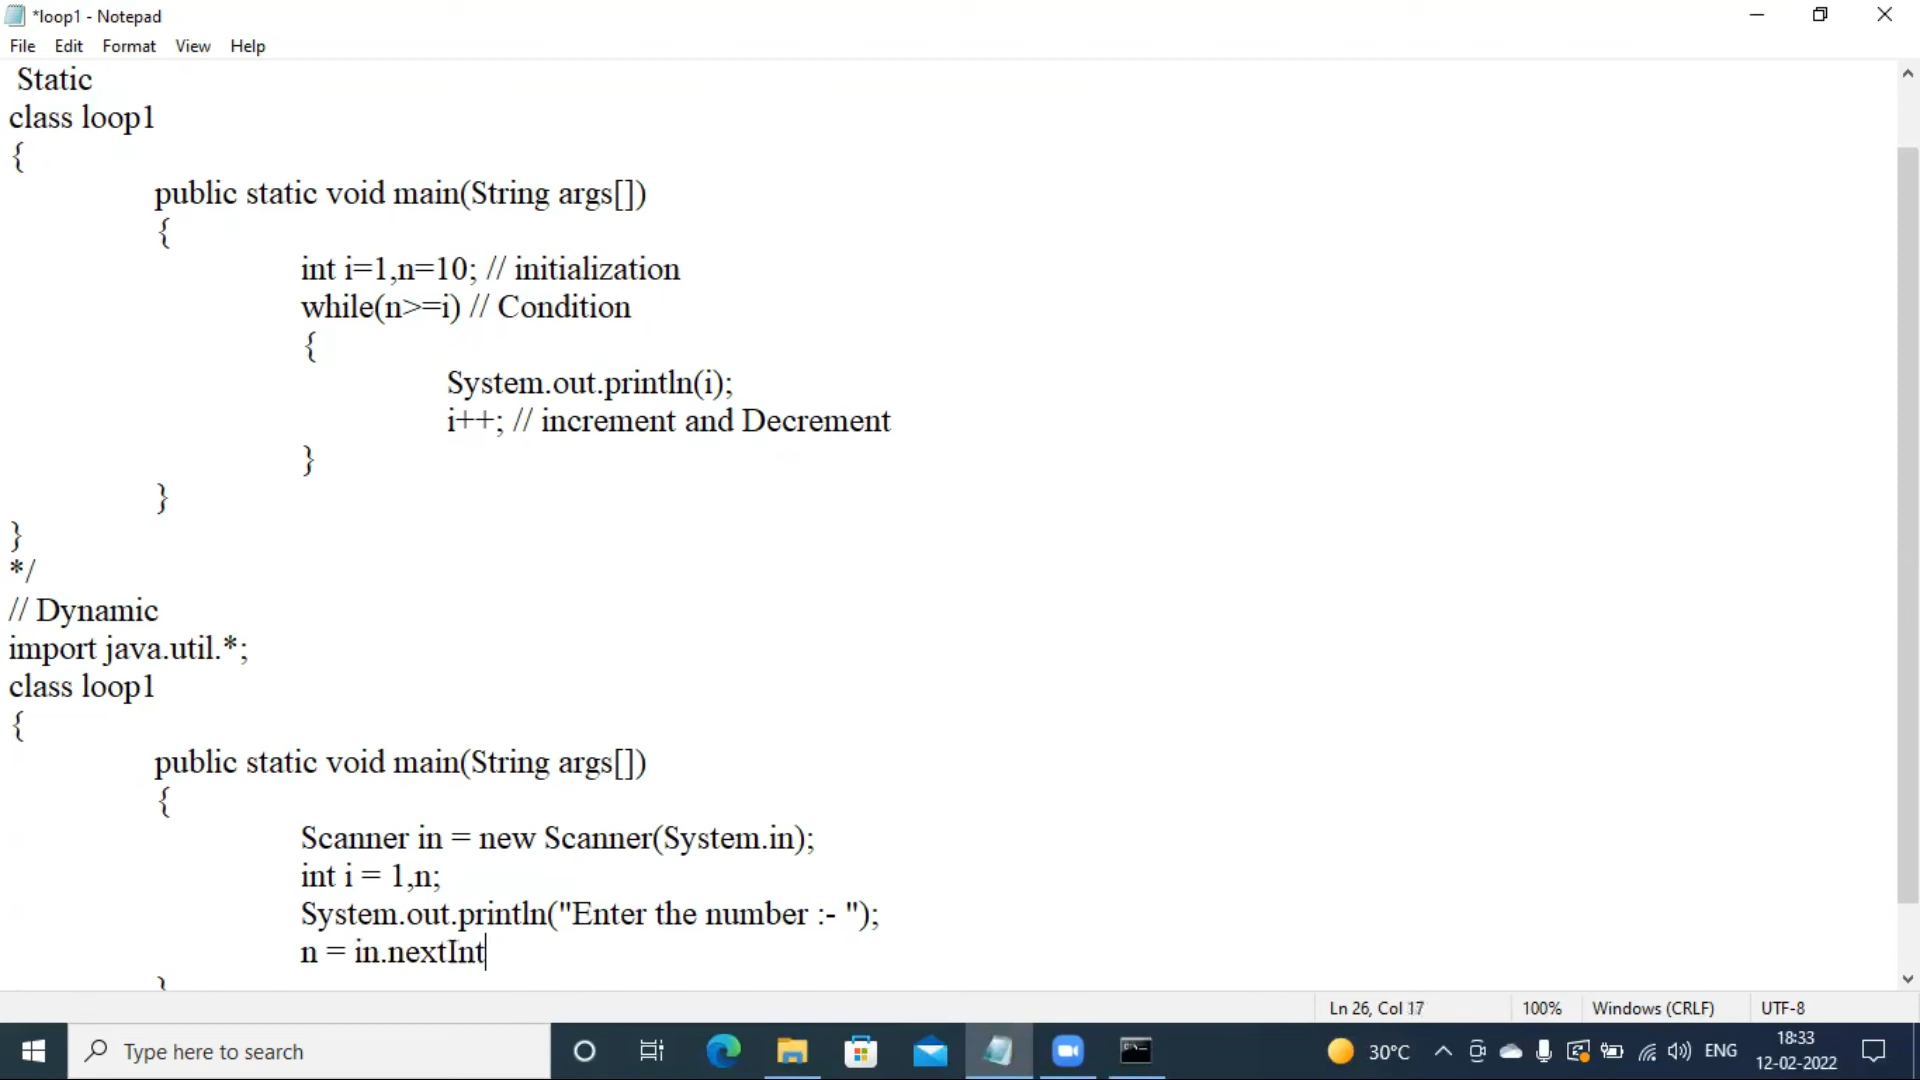 *loop1 - Notepad
File Edit Format View Help
Static
class loop1
{
public static void main(String args[])
{
int i=1,n=10; // initialization
while(n>=i) // Condition
{
System.out.println(i);
i++; // increment and Decrement
}
}
}
*/
// Dynamic
import java.util.*;
class loop1
{
public static void main(String args[])
{
Scanner in = new Scanner(System.in);
int i = 1,n;
System.out.println("Enter the number :- ");
n = in.nextInt
}
Ln 26, Col 17 100% Windows (CRLF) UTF-8
Type here to search 30°C ENG 18:33
12-02-2022